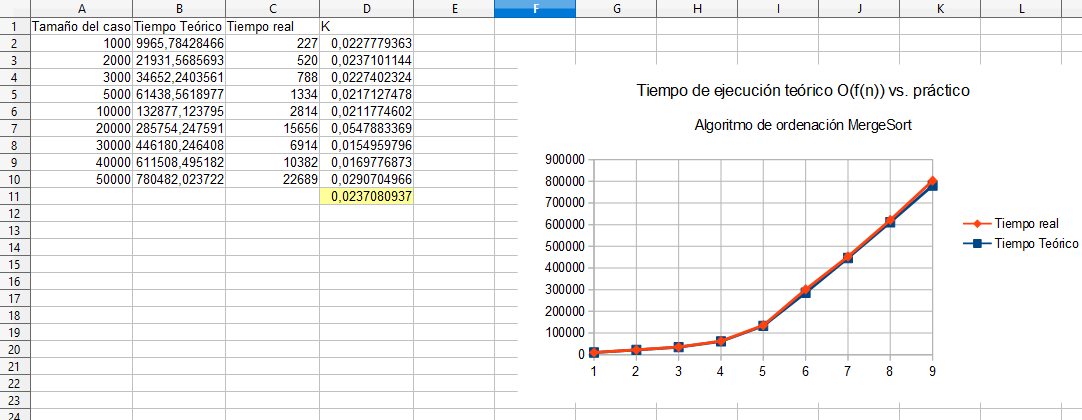 A B C D E F G H I J K L
1 Tamaño del caso Tiempo Teórico Tiempo real K
2 1000 9965,78428466 227 0,0227779363
3 2000 21931,5685693 520 0,0237101144
4 3000 34652,2403561 788 0,0227402324
5 5000 61438,5618977 1334 0,0217127478
6 10000 132877,123795 2814 0,0211774602
7 20000 285754,247591 15656 0,0547883369
8 30000 446180,246408 6914 0,0154959796
9 40000 611508,495182 10382 0,0169776873
10 50000 780482,023722 22689 0,0290704966
11 0,0237080937
12
13
14
15
16
17
18
19
20
21
22
23
24
Tiempo de ejecución teórico O(f(n)) vs. práctico
Algoritmo de ordenación MergeSort
900000
800000
700000
600000
500000
400000
300000
200000
100000
0
1 2 3 4 5 6 7 8 9
Tiempo real
Tiempo Teórico